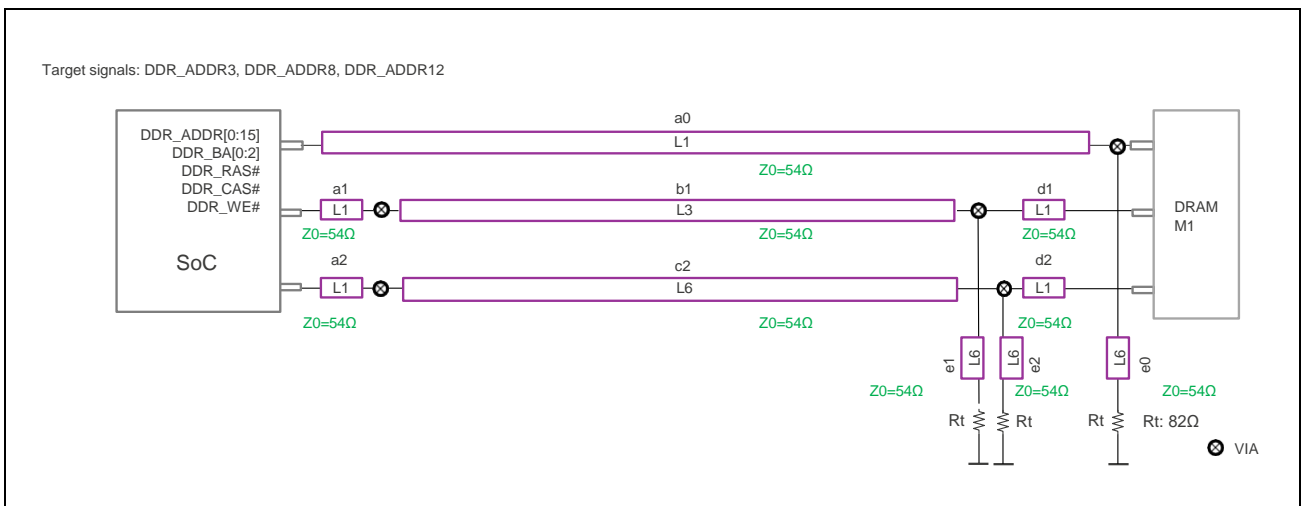 Target signals: DDR_ADDR3, DDR_ADDR8, DDR_ADDR12
a0
DDR_ADDR[0:15]
L1
DDR_BA[0:2]
DDR_RAS#
Z0=54Ω
DDR_CAS#
a1
b1
d1
DDR_WE#
L1
L3
L1
DRAM
M1
Z0=54Ω
Z0=54Ω
Z0=54Ω
SoC
a2
c2
d2
L1
L6
L1
Z0=54Ω
Z0=54Ω
Z0=54Ω
e1
L6
L6
e2
L6
e0
Z0=54Ω
Z0=54Ω
Z0=54Ω
Rt
Rt
Rt
Rt: 82Ω
VIA